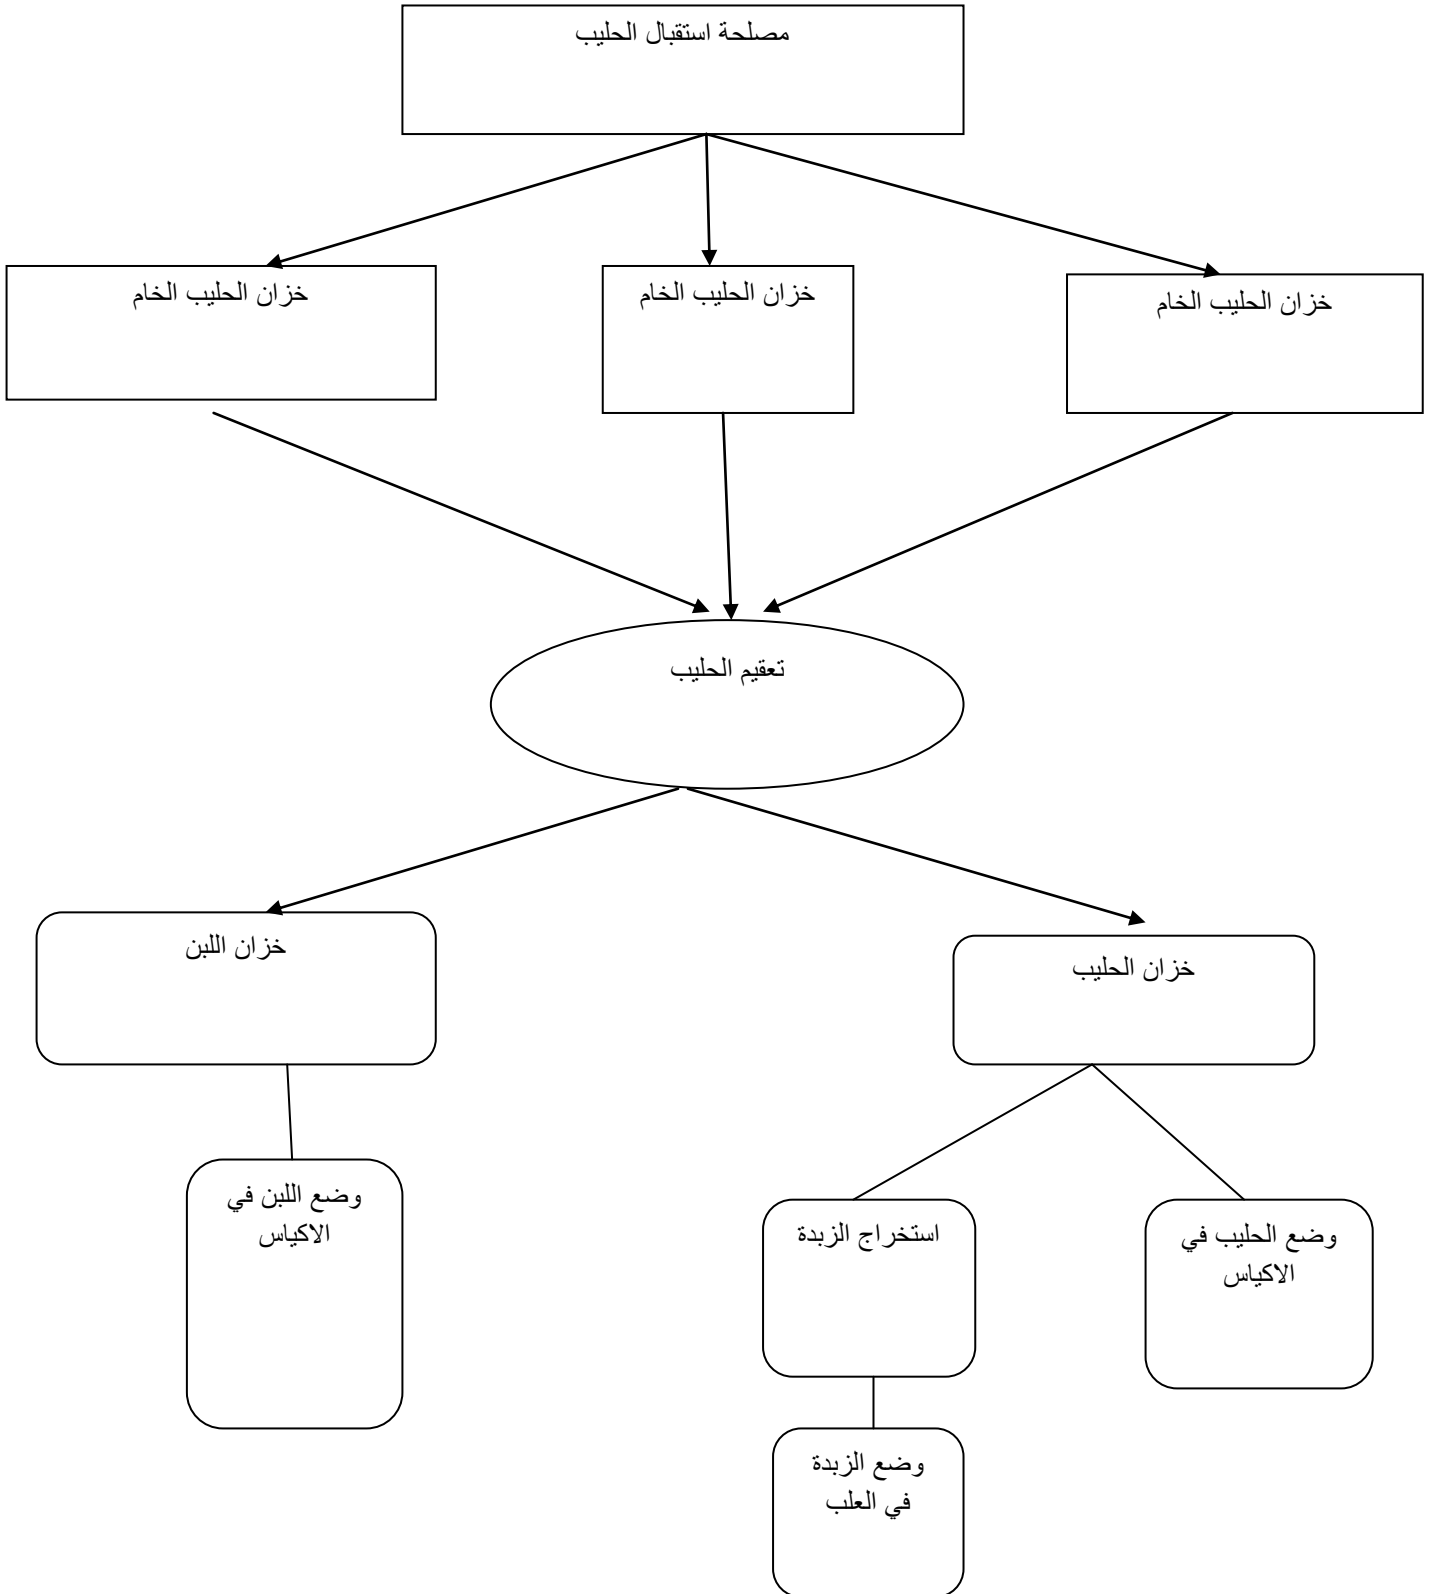 مصلحة استقبال الحليب
خزان الحليب الخام
خزان الحليب الخام
خزان الحليب الخام
تعقيم الحليب
خزان الحليب
خزان اللبن
وضع الحليب في
الاكياس
استخراج الزبدة
وضع اللبن في
الاكياس
وضع الزبدة
في العلب